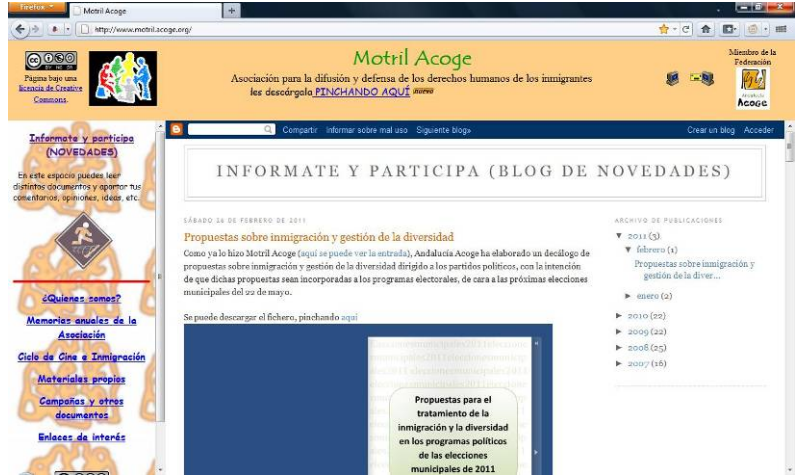 Firefox
Motril Acoge
http://www.motrilacoge.org/
Página bajo una
licencia de Creative
Commons.
Motril Acoge
Asociación para la difusión y defensa de los derechos humanos de los inmigrantes
les descárgala PINCHANDO AQUÍ nuevo
Miembro de la
Federación
Acoge
Informate y participa
(NOVEDADES)
En este espacio puedes leer
distintos documentos y aportar tus
comentarios, opiniones, ideas, etc.
¿Quienes somos?
Memorias anuales de la
Asociación
Ciclo de Cine e Inmigración
Materiales propios
Campañas y otros
documentos
Enlaces de interés
Compartir Informar sobre mal uso Siguiente blog»
Crear un blog Acceder
INFORMATE Y PARTICIPA (BLOG DE NOVEDADES)
SÁBADO 26 DE FEBRERO DE 2011
Propuestas sobre inmigración y gestión de la diversidad
Como ya lo hizo Motril Acoge (aquí se puede ver la entrada), Andalucía Acoge ha elaborado un decálogo de
propuestas sobre inmigración y gestión de la diversidad dirigido a los partidos políticos, con la intención
de que dichas propuestas sean incorporadas a los programas electorales, de cara a las próximas elecciones
municipales del 22 de mayo.
Se puede descargar el fichero, pinchando aquí
Propuestas para el
tratamiento de la
inmigración y la diversidad
en los programas políticos
de las elecciones
municipales de 2011
ARCHIVO DE PUBLICACIONES
▼ 2011 (3)
▼ febrero (1)
Propuestas sobre inmigración y
gestión de la diver...
► enero (2)
► 2010 (22)
► 2009 (22)
► 2008 (25)
► 2007 (16)